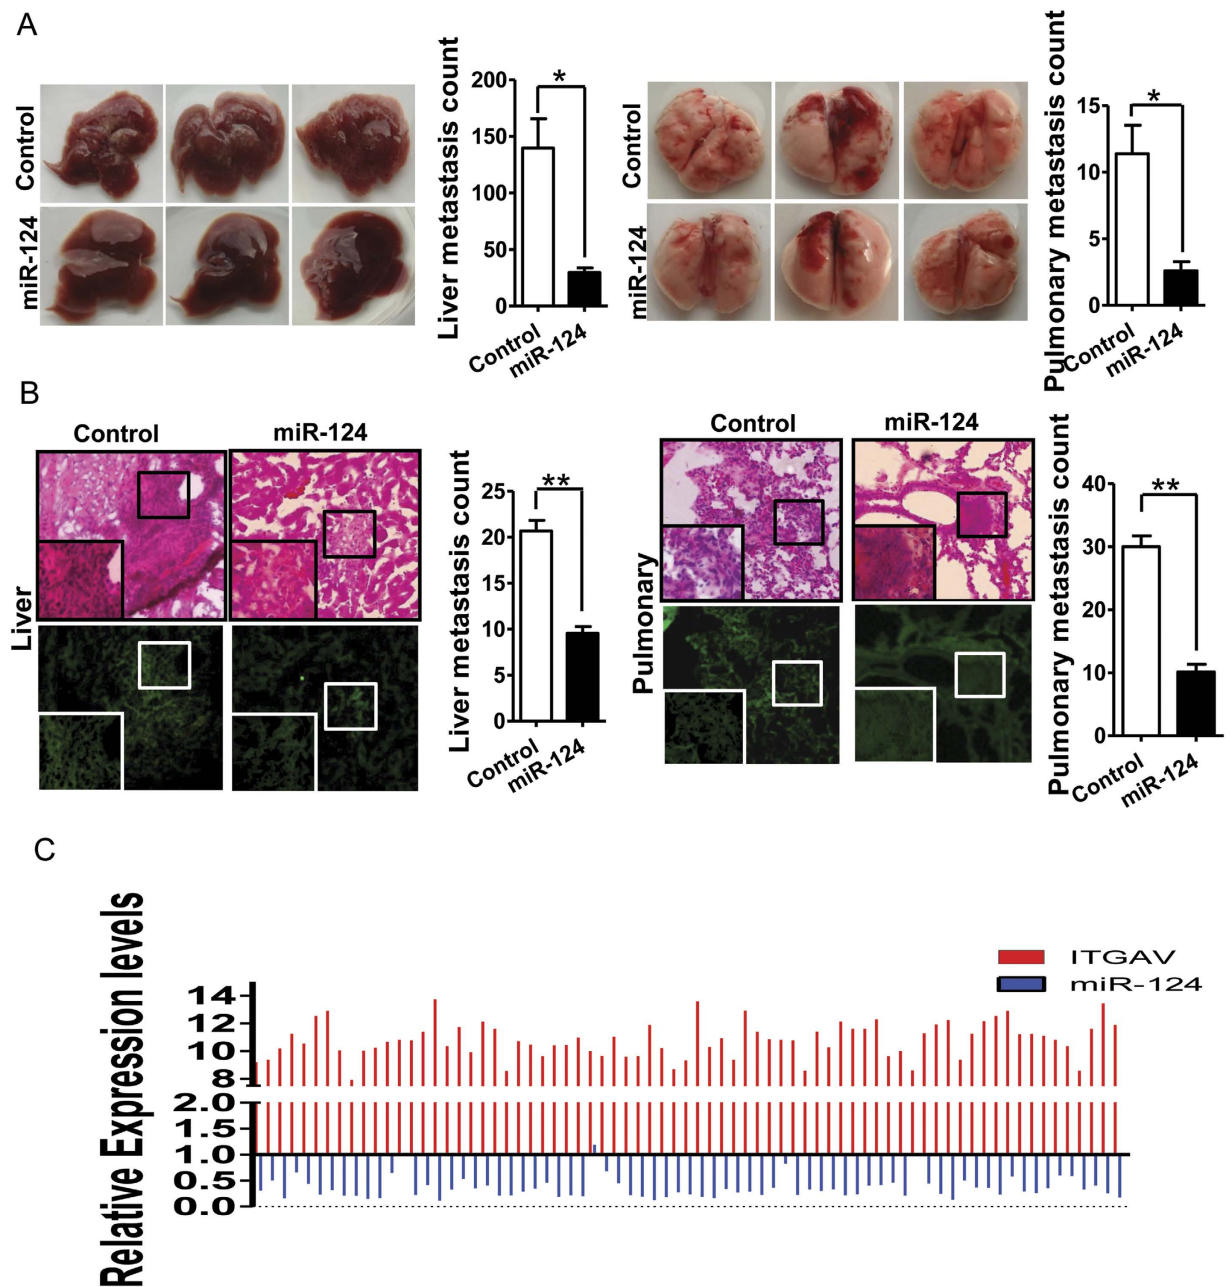 A
Control
miR-124
Liver metastasis count
200
150
100
50
0
*
Control
miR-124
Control
miR-124
Pulmonary metastasis count
15
10
5
0
*
Control
miR-124
B
Control
miR-124
Liver
Liver metastasis count
25
20
15
10
5
0
**
Control
miR-124
Control
miR-124
Pulmonary
Pulmonary metastasis count
40
30
20
10
0
**
Control
miR-124
C
Relative Expression levels
14
12
10
8
2.0
1.5
1.0
0.5
0.0
ITGAV
miR-124